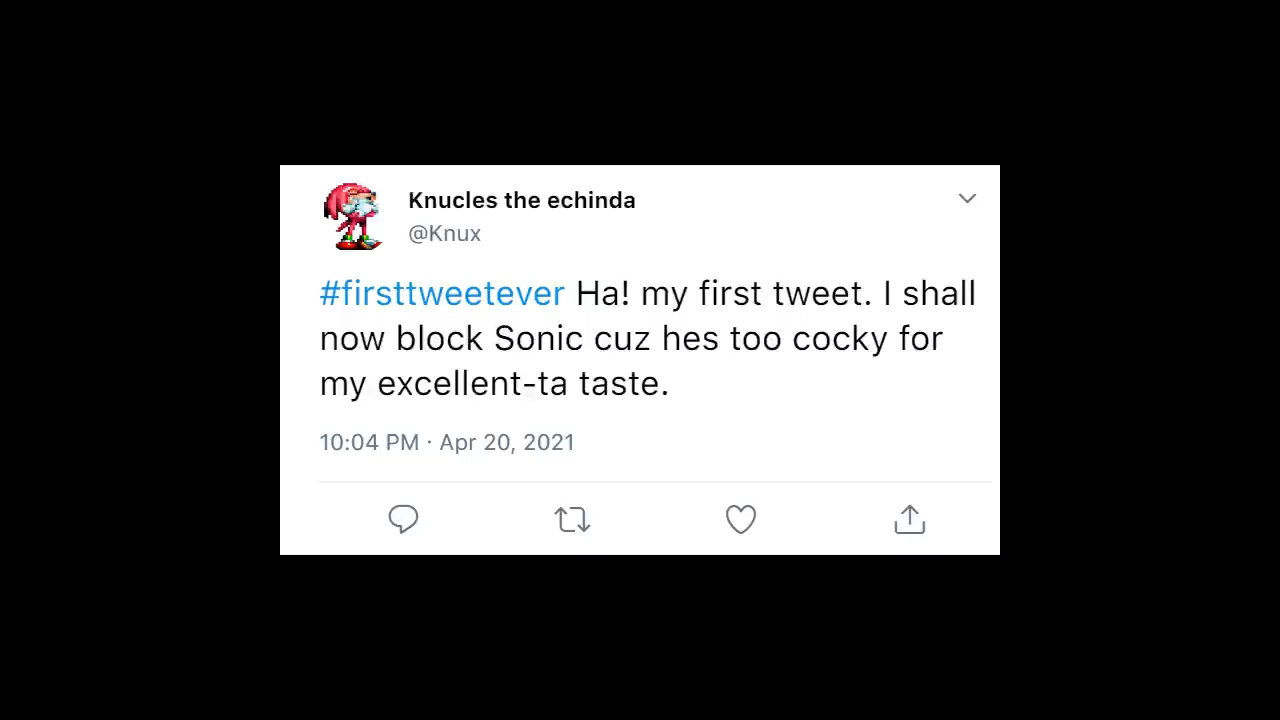 Knucles the echinda
@Knux
#firsttweetever Ha! my first tweet. I shall
now block Sonic cuz hes too cocky for
my excellent-ta taste.
10:04 PM · Apr 20, 2021